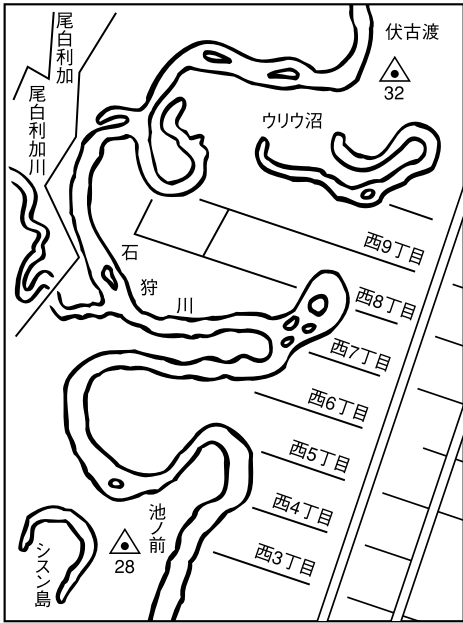 尾白利加
尾白利加川
伏古渡
32
ウリウ沼
西9丁目
石狩川
西8丁目
西7丁目
西6丁目
西5丁目
西4丁目
西3丁目
池ノ前
28
シスン島